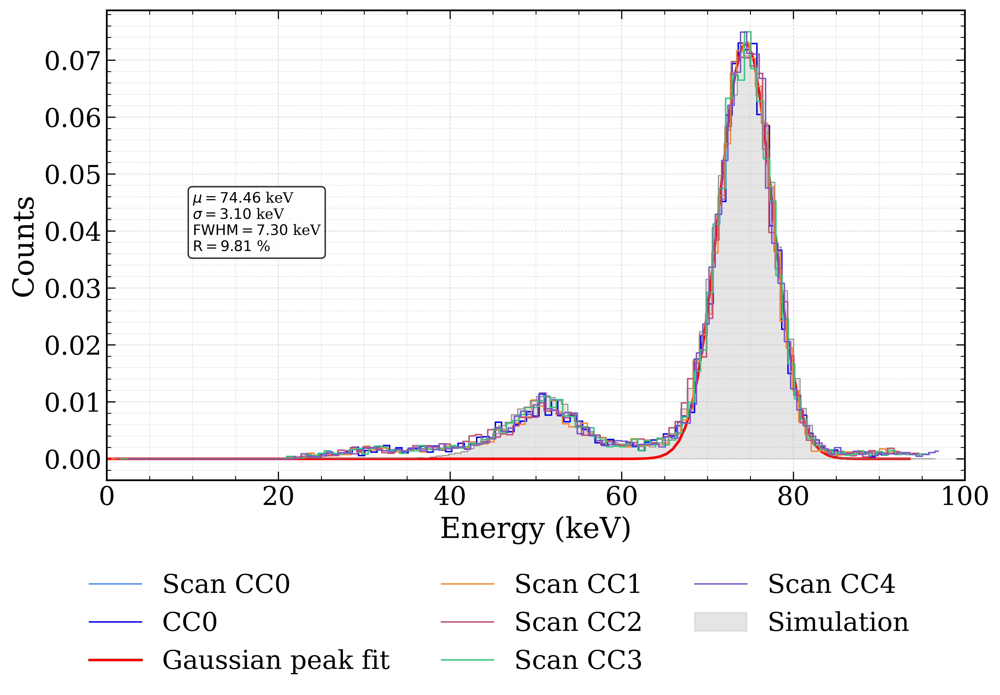 0.07
0.06
0.05
0.04
0.03
0.02
0.01
0.00
Counts
μ = 74.46 keV
σ = 3.10 keV
FWHM = 7.30 keV
R = 9.81 %
0 20 40 60 80 100
Energy (keV)
Scan CC0
CC0
Gaussian peak fit
Scan CC1
Scan CC2
Scan CC3
Scan CC4
Simulation